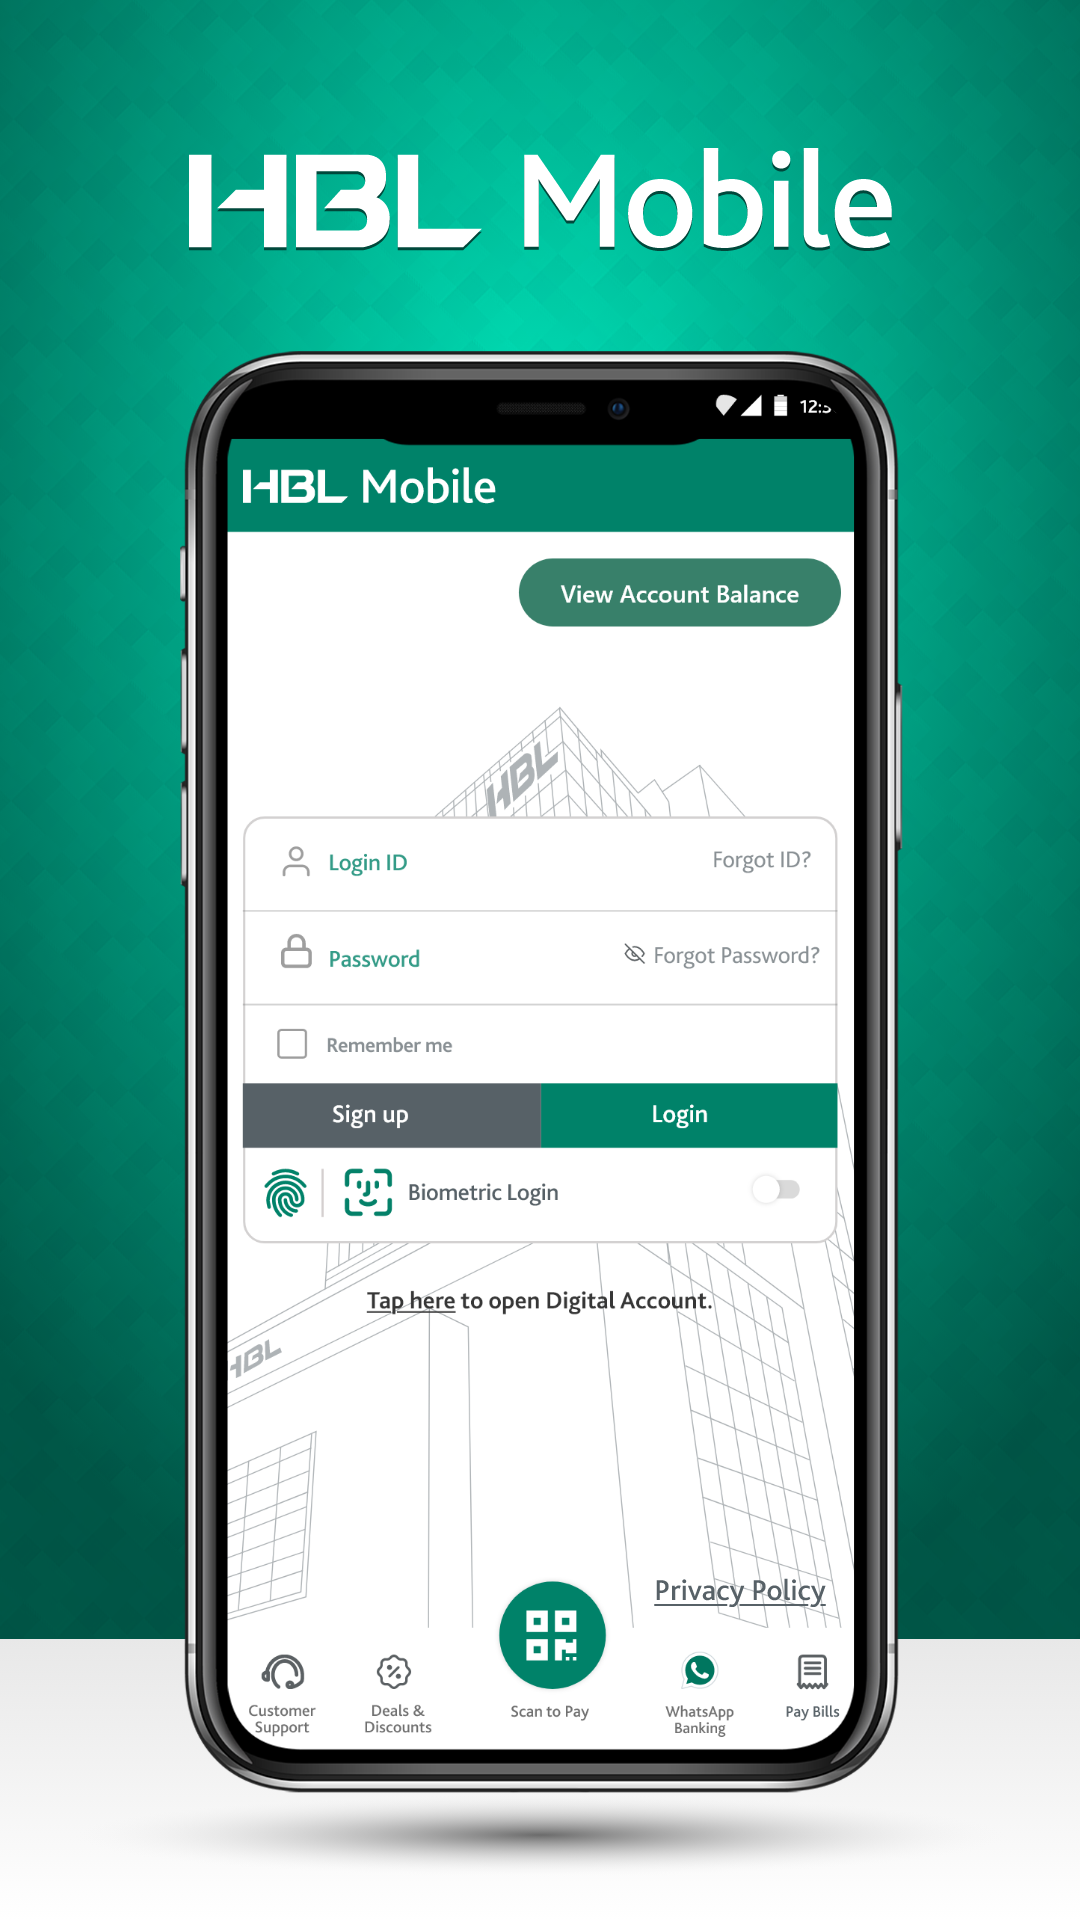 HBL Mobile
HBL Mobile
View Account Balance
HBL
Login ID
Forgot ID?
Password
Forgot Password?
Remember me
Sign up
Login
Biometric Login
Tap here to open Digital Account.
HBL
Privacy Policy
Customer
Support
Deals &
Discounts
Scan to Pay
WhatsApp
Banking
Pay Bills